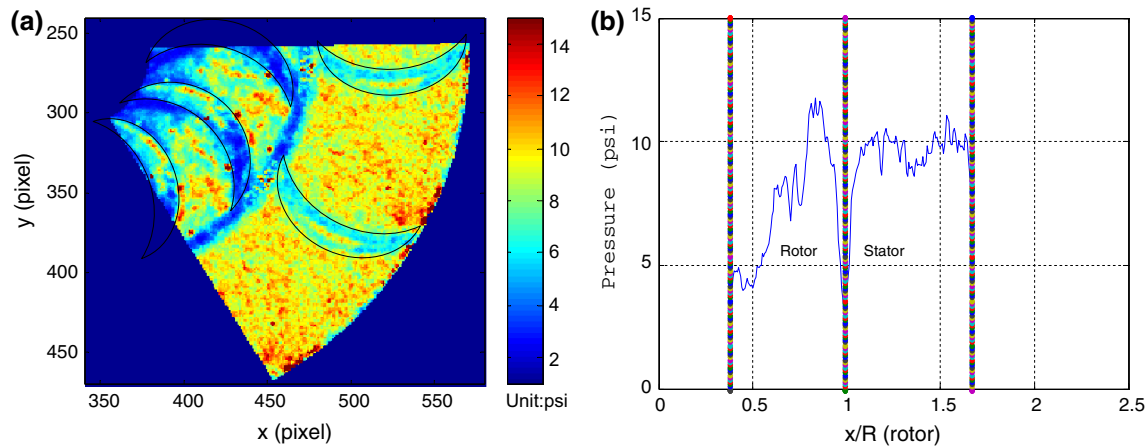 (a)
250
300
350
400
450
y (pixel)
350 400 450 500 550
x (pixel)
14
12
10
8
6
4
2
Unit:psi
(b)
15
10
5
0
Pressure (psi)
Rotor
Stator
0 0.5 1 1.5 2 2.5
x/R (rotor)